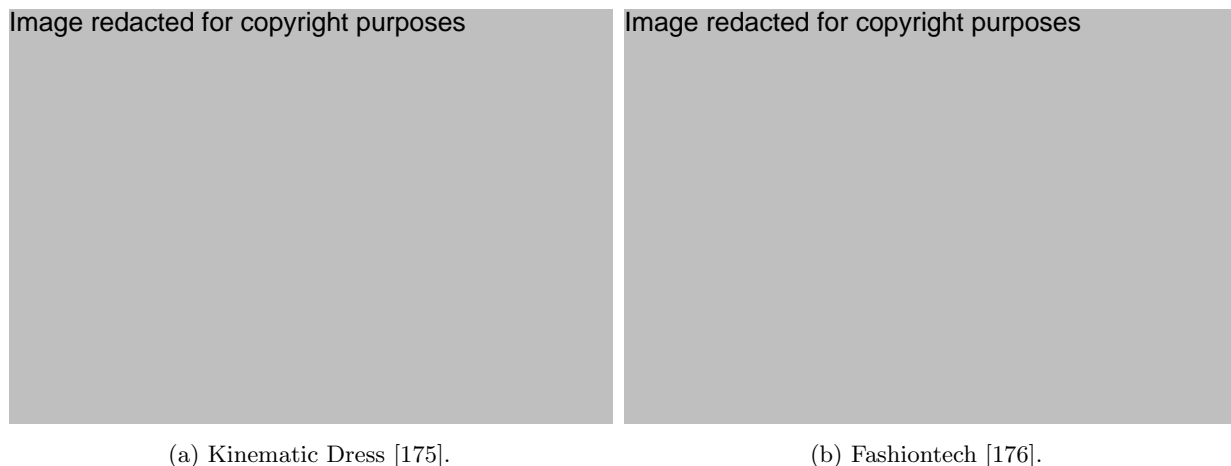 Image redacted for copyright purposes
Image redacted for copyright purposes
(a) Kinematic Dress [175].
(b) Fashiontech [176].